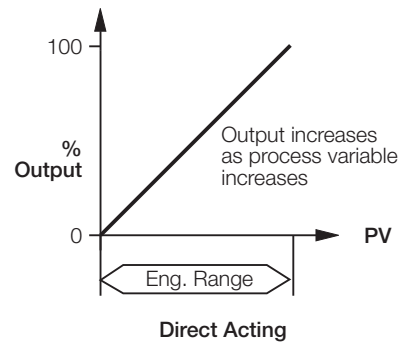 100
%
Output
Output increases
as process variable
increases
0
PV
Eng. Range
Direct Acting